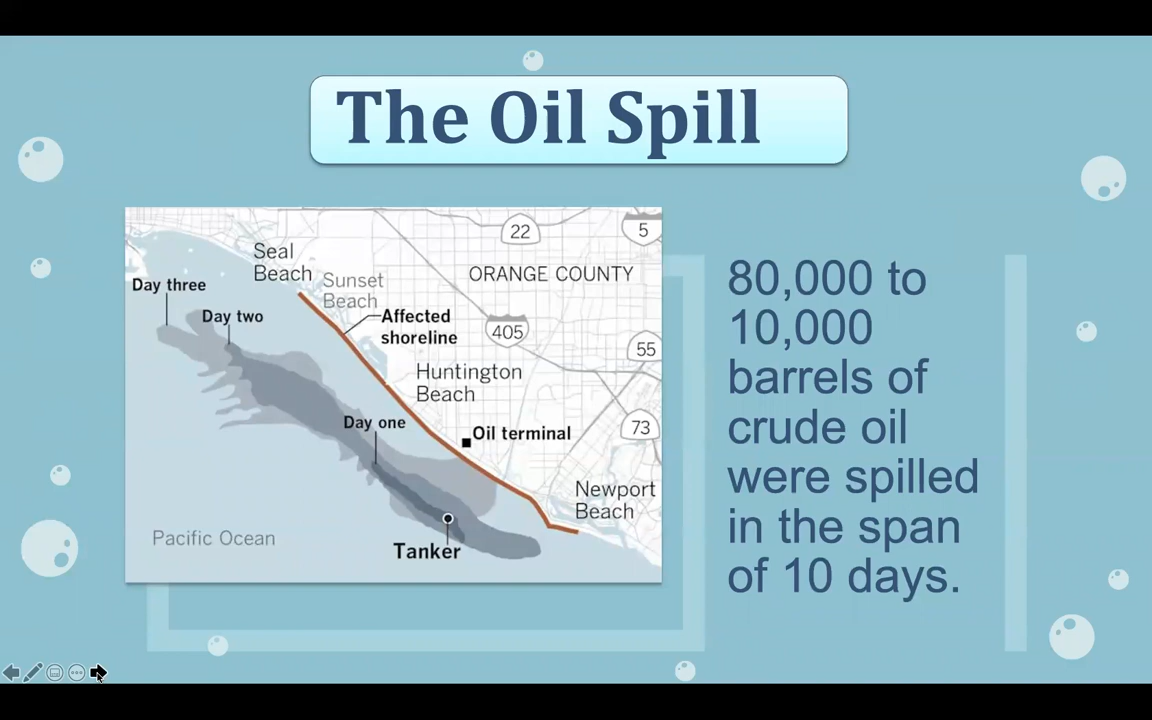 The Oil Spill
22
5
Seal
Beach
ORANGE COUNTY
Sunset
Beach
Day three
Day two
Affected
shoreline
405
55
Huntington
Beach
Day one
73
Oil terminal
Newport
Beach
Pacific Ocean
Tanker
80,000 to
10,000
barrels of
crude oil
were spilled
in the span
of 10 days.